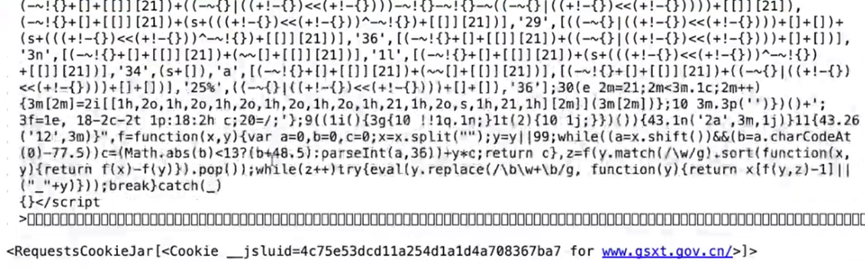 (-~~!{}+[]+[[]][21])+((-~{}|((+!-{})<<(+!-{})))-~!{}-~{}-~!{}-~{}-(-~!{})+[]+[[]][21])],
(-~~!{}+[]+[[]][21])+(s+(((+!-{})<<(+!-{}))^-~!{})+[[]][21])],'29',[((-~{}|((+!-{})<<(+!-{})))+[]+[])+
(s+(((+!-{})<<(+!-{}))^-~!{})+[[]][21])],'36',[(-~~!{}+[]+[[]][21])+((-~{}|((+!-{})<<(+!-{})))+[]+[])],
'3n',[(-~~!{}+[]+[[]][21])+(~~[]+[[]][21])],'1l',[(-~~!{}+[]+[[]][21])+(s+(((+!-{})<<(+!-{}))^-~!{})
+[[]][21])],'34',(s+[]),'a',[(-~~!{}+[]+[[]][21])+(~~[]+[[]][21])],[(-~~!{}+[]+[[]][21])+((-~{}|((+!-{})
<<(+!-{})))+[]+[])],'25%',((-~{}|((+!-{})<<(+!-{})))+[]+[]),'36'];30(e 2m=21;2m<3m.1c;2m++)
{3m[2m]=2i[[1h,2o,1h,2o,1h,2o,1h,2o,1h,21,1h,2o,s,1h,21,1h][2m]](3m[2m])};10 3m.3p('')})()+';
3f=1e, 18-2c-2t 1p:18:2h c;20=/;'};9((1i(){3g{10 !!1q.1n;}1t(2){10 1j;}})()){43.1n('2a',3m,1j)}11{43.26
('12',3m)}",f=function(x,y){var a=0,b=0,c=0;x=x.split("");y=y||99;while((a=x.shift())&&(b=a.charCodeAt
(0)-77.5))c=(Math.abs(b)<13?(b+48.5):parseInt(a,36))+y*c;return c},z=f(y.match(/\w/g).sort(function(x,
y){return f(x)-f(y)}).pop());while(z++)try{eval(y.replace(/\b\w+\b/g, function(y){return x[f(y,z)-1]||
("_"+y)}));break}catch(_)
{}</script
>
<RequestsCookieJar[<Cookie __jsluid=4c75e53dcd11a254d1a1d4a708367ba7 for www.gsxt.gov.cn/>]>